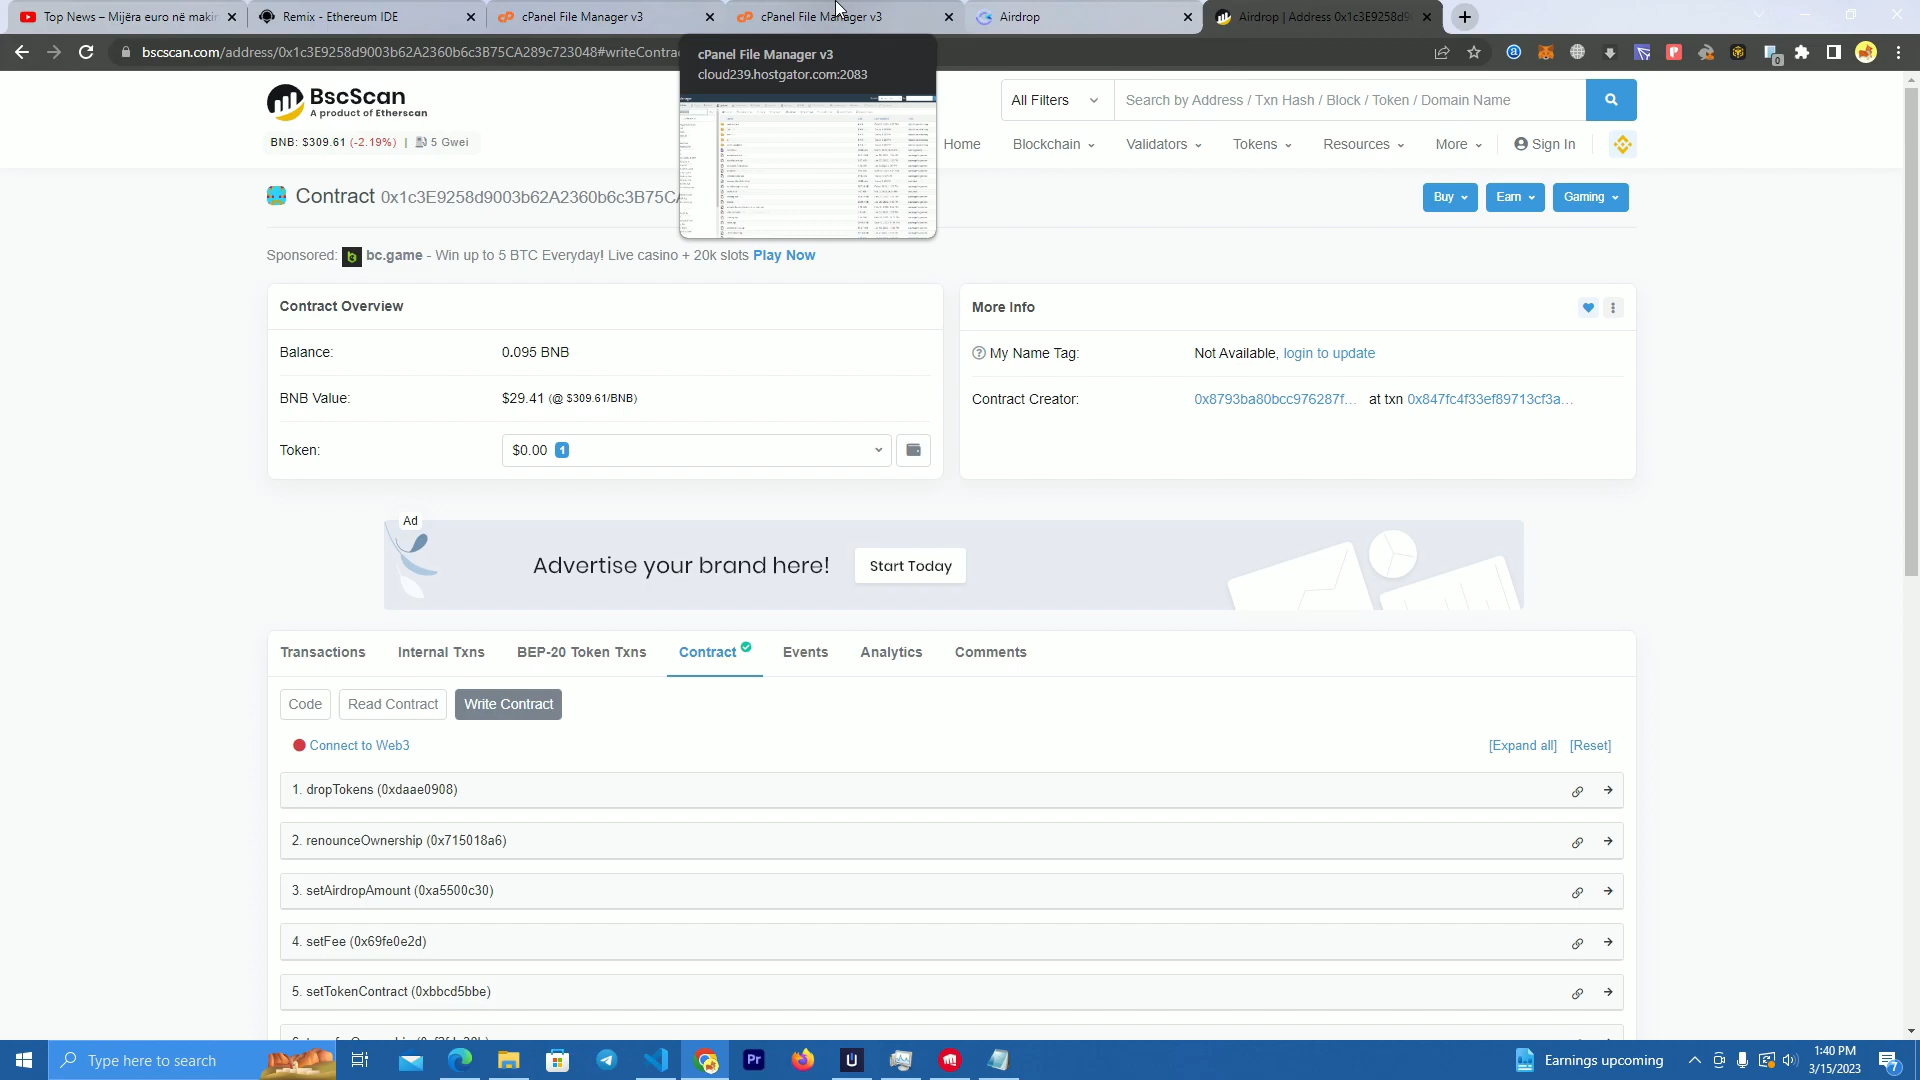 Top News – Mijëra euro në makin
Remix - Ethereum IDE
cPanel File Manager v3
cPanel File Manager v3
Airdrop
Airdrop | Address 0x1c3E9258d9
bscscan.com/address/0x1c3E9258d9003b62A2360b6c3B75CA289c723048#writeContra
cPanel File Manager v3
cloud239.hostgator.com:2083
BscScan
A product of Etherscan
All Filters
Search by Address / Txn Hash / Block / Token / Domain Name
BNB: $309.61 (-2.19%) | 5 Gwei
Home
Blockchain
Validators
Tokens
Resources
More
Sign In
Contract 0x1c3E9258d9003b62A2360b6c3B75CA
Buy
Earn
Gaming
Sponsored: bc.game - Win up to 5 BTC Everyday! Live casino + 20k slots Play Now
Contract Overview
Balance: 0.095 BNB
BNB Value: $29.41 (@ $309.61/BNB)
Token: $0.00 1
More Info
My Name Tag: Not Available, login to update
Contract Creator: 0x8793ba80bcc976287f... at txn 0x847fc4f33ef89713cf3a...
Ad
Advertise your brand here!
Start Today
Transactions
Internal Txns
BEP-20 Token Txns
Contract
Events
Analytics
Comments
Code
Read Contract
Write Contract
Connect to Web3
[Expand all] [Reset]
1. dropTokens (0xdaae0908)
2. renounceOwnership (0x715018a6)
3. setAirdropAmount (0xa5500c30)
4. setFee (0x69fe0e2d)
5. setTokenContract (0xbbcd5bbe)
Type here to search
Pr
Earnings upcoming
1:40 PM
3/15/2023
7